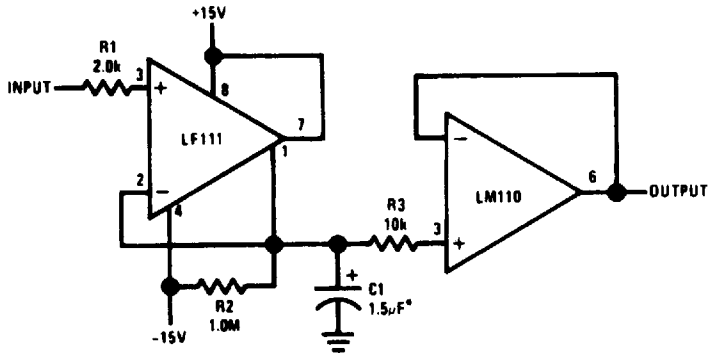 +15V
R1
2.0k
INPUT
3
+
8
LF111
7
1
2
−
4
−
LM110
6
OUTPUT
R3
10k
3
+
R2
1.0M
+
C1
1.5μF*
−15V